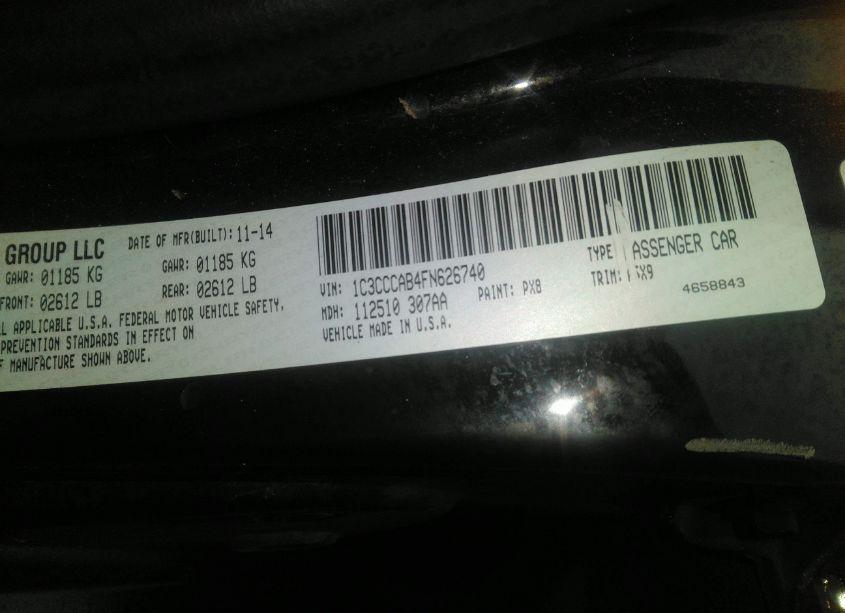 GROUP LLC DATE OF MFR(BUILT): 11-14
GAWR: 01185 KG GAWR: 01185 KG
FRONT: 02612 LB REAR: 02612 LB
APPLICABLE U.S.A. FEDERAL MOTOR VEHICLE SAFETY,
PREVENTION STANDARDS IN EFFECT ON
MANUFACTURE SHOWN ABOVE.
VIN: 1C3CCCAB4FN626740 TYPE ASSENGER CAR
MDH: 112510 307AA PAINT: PX8 TRIM: X9
VEHICLE MADE IN U.S.A. 4658843